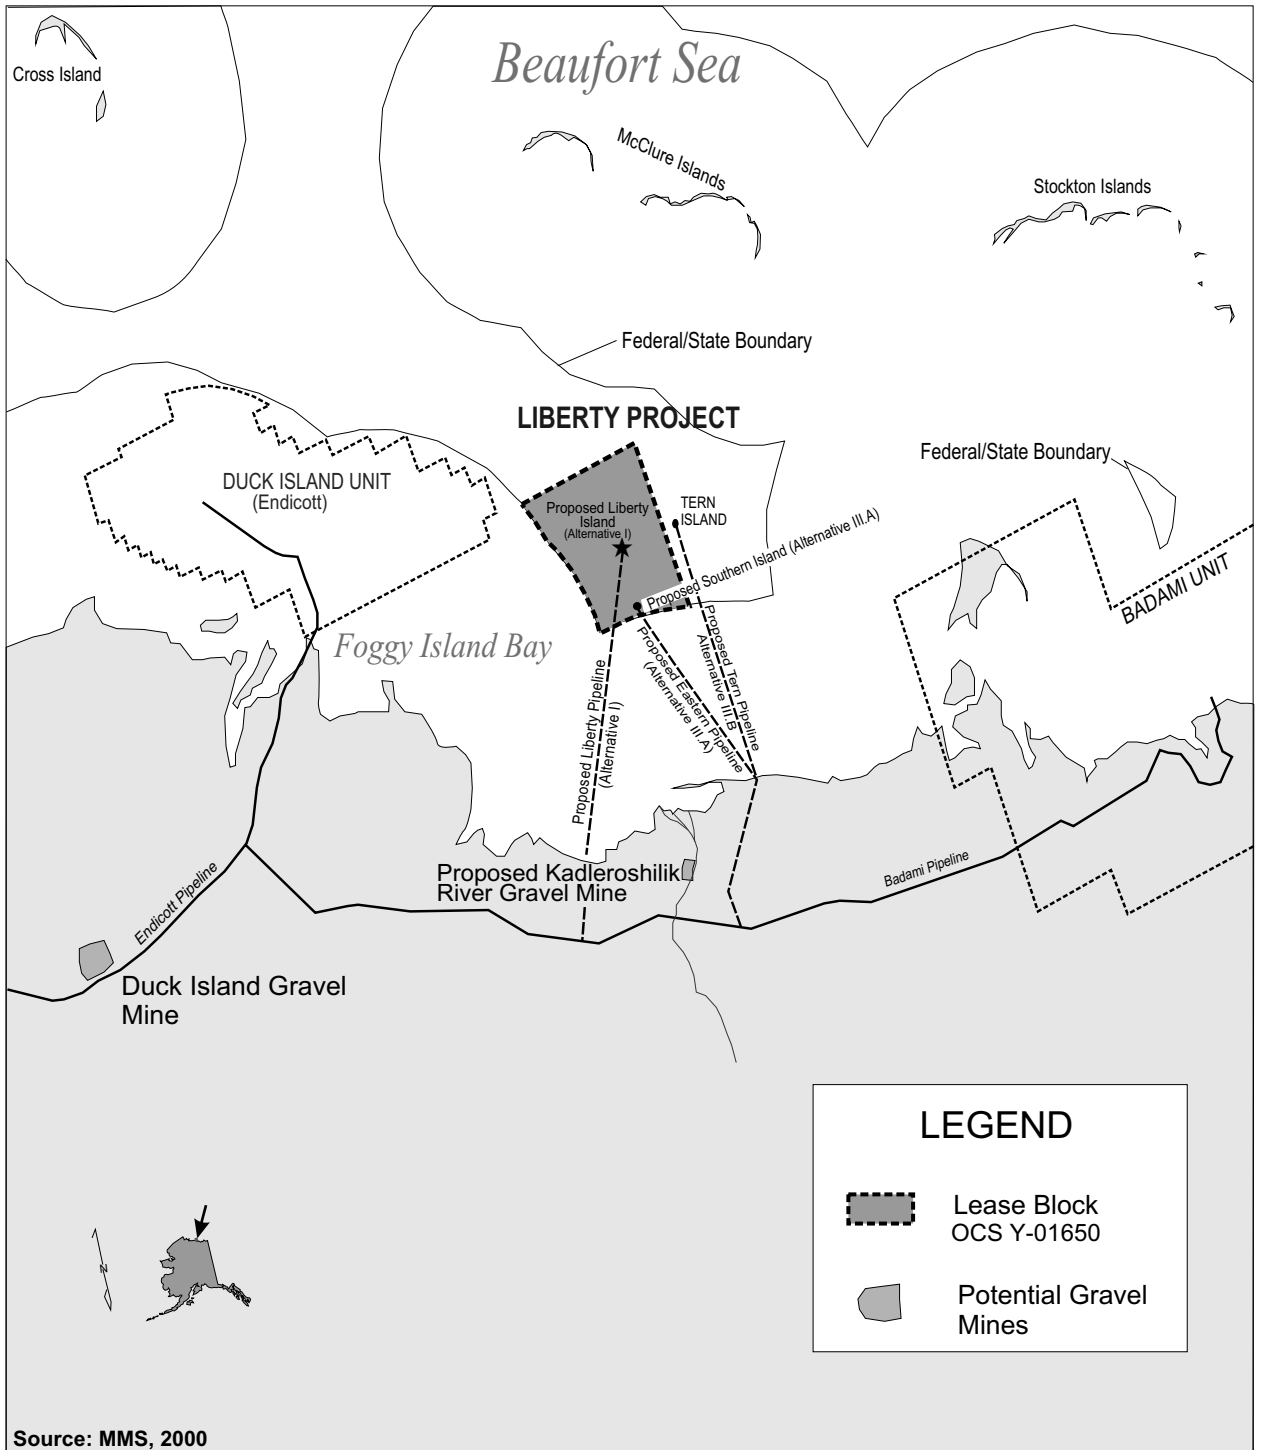 Beaufort Sea
Cross Island
McClure Islands
Stockton Islands
Federal/State Boundary
LIBERTY PROJECT
Federal/State Boundary
DUCK ISLAND UNIT
(Endicott)
Proposed Liberty
Island
(Alternative I)
TERN
ISLAND
Proposed Southern Island (Alternative III.A)
BADAMI UNIT
Foggy Island Bay
Proposed Liberty Pipeline
(Alternative I)
Proposed Eastern Pipeline
(Alternative III.A)
Proposed Tern Pipeline
Alternative III.B
Endicott Pipeline
Proposed Kadleroshilik
River Gravel Mine
Badami Pipeline
Duck Island Gravel
Mine
LEGEND
Lease Block
OCS Y-01650
Potential Gravel
Mines
N
Source: MMS, 2000